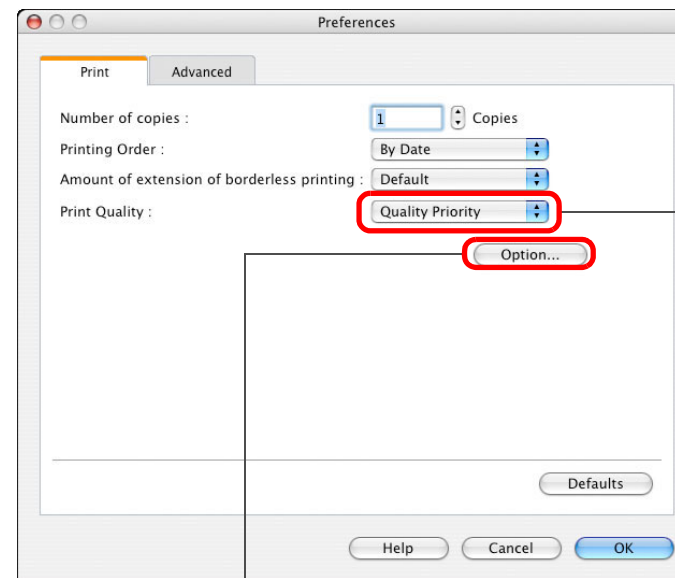 Preferences
Print Advanced
Number of copies : 1 Copies
Printing Order : By Date
Amount of extension of borderless printing : Default
Print Quality : Quality Priority
Option...
Defaults
Help Cancel OK